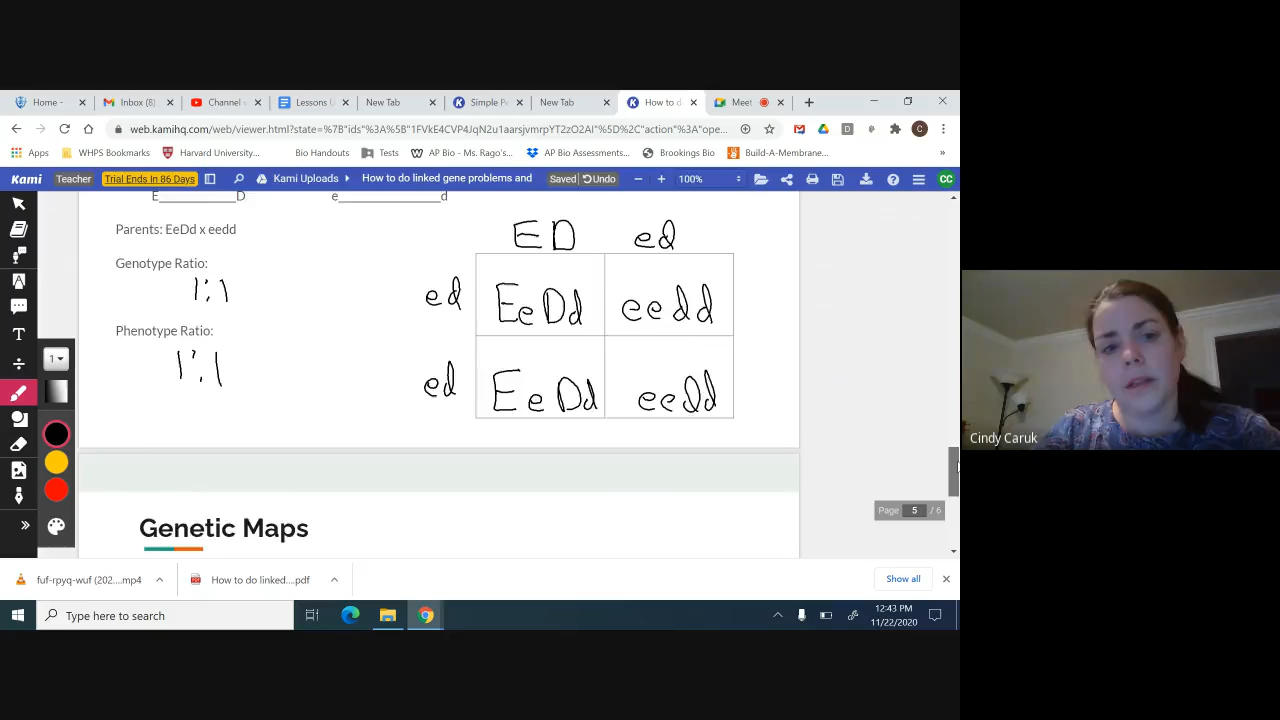 Home - Inbox (8) Channel Lessons New Tab Simple P New Tab How to d Meet
web.kamihq.com/web/viewer.html?state=%7B"ids"%3A%5B"1FVkE4CVP4JqN2u1aarsjvmrpYT2zO2AI"%5D%2C"action"%3A"ope...
Apps WHPS Bookmarks Harvard University... Bio Handouts Tests AP Bio - Ms. Rago's... AP Bio Assessments... Brookings Bio Build-A-Membrane... »
Kami Teacher Trial Ends In 86 Days Kami Uploads How to do linked gene problems and Saved Undo 100% CC
E__________D e__________d
Parents: EeDd x eedd
ED ed
Genotype Ratio:
1:1
ed EeDd eedd
Phenotype Ratio:
1:1
ed EeDd eedd
Cindy Caruk
Page 5 / 6
Genetic Maps
1
fuf-rpyq-wuf (202....mp4 How to do linked....pdf Show all
Type here to search
12:43 PM
11/22/2020